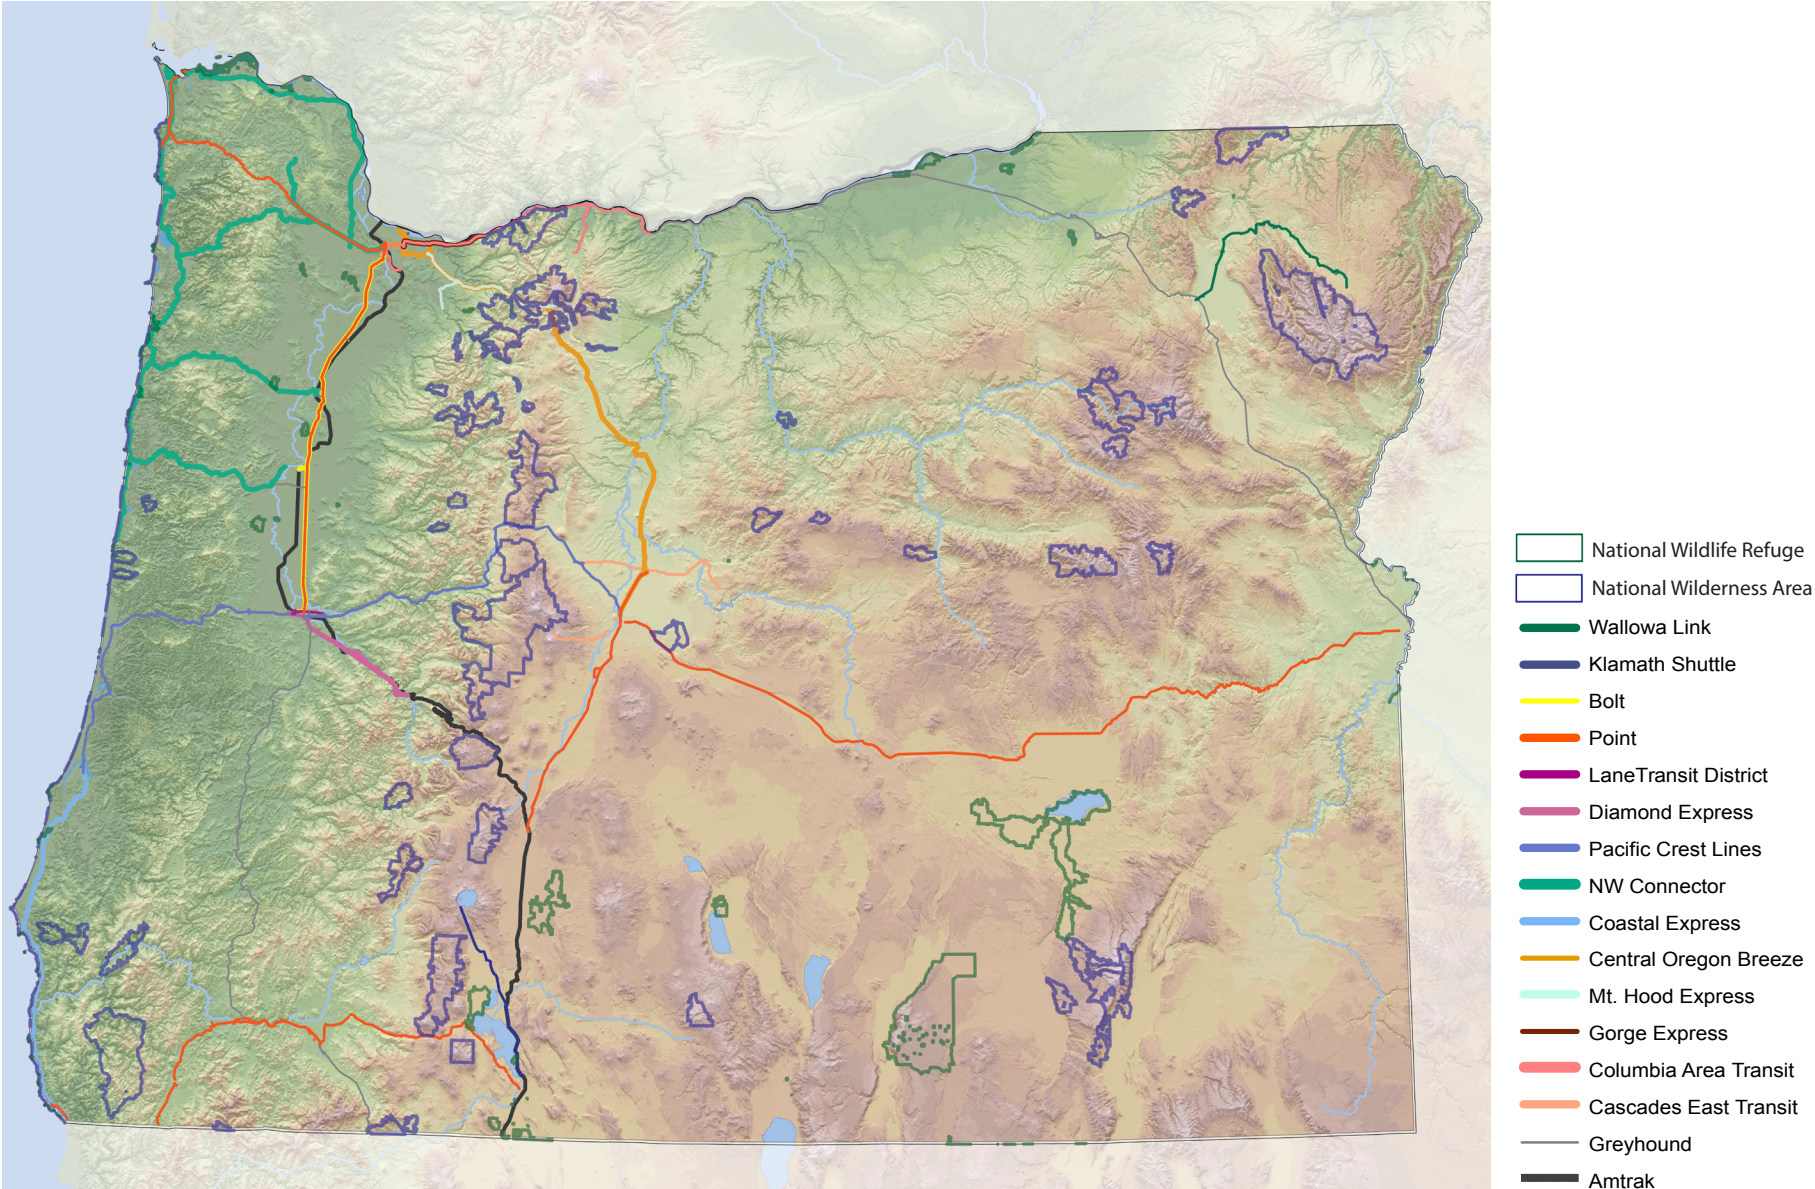 National Wildlife Refuge
National Wilderness Area
Wallowa Link
Klamath Shuttle
Bolt
Point
LaneTransit District
Diamond Express
Pacific Crest Lines
NW Connector
Coastal Express
Central Oregon Breeze
Mt. Hood Express
Gorge Express
Columbia Area Transit
Cascades East Transit
Greyhound
Amtrak